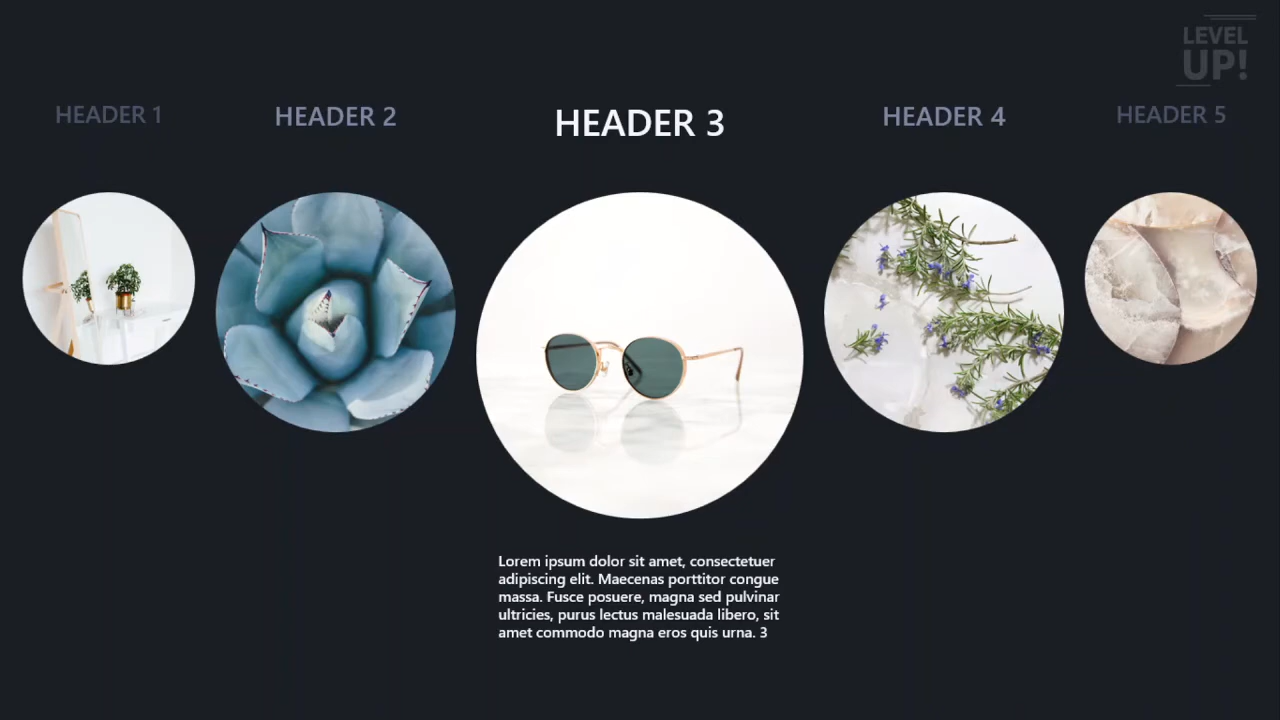 LEVEL
UP!
HEADER 1
HEADER 2
HEADER 3
HEADER 4
HEADER 5
Lorem ipsum dolor sit amet, consectetuer
adipiscing elit. Maecenas porttitor congue
massa. Fusce posuere, magna sed pulvinar
ultricies, purus lectus malesuada libero, sit
amet commodo magna eros quis urna. 3